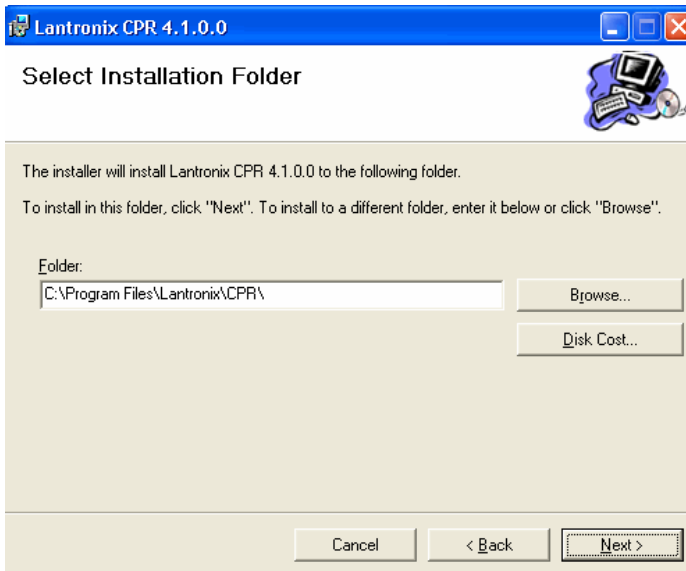 Lantronix CPR 4.1.0.0
Select Installation Folder
The installer will install Lantronix CPR 4.1.0.0 to the following folder.
To install in this folder, click "Next". To install to a different folder, enter it below or click "Browse".
Folder:
C:\Program Files\Lantronix\CPR\
Browse...
Disk Cost...
Cancel
< Back
Next >